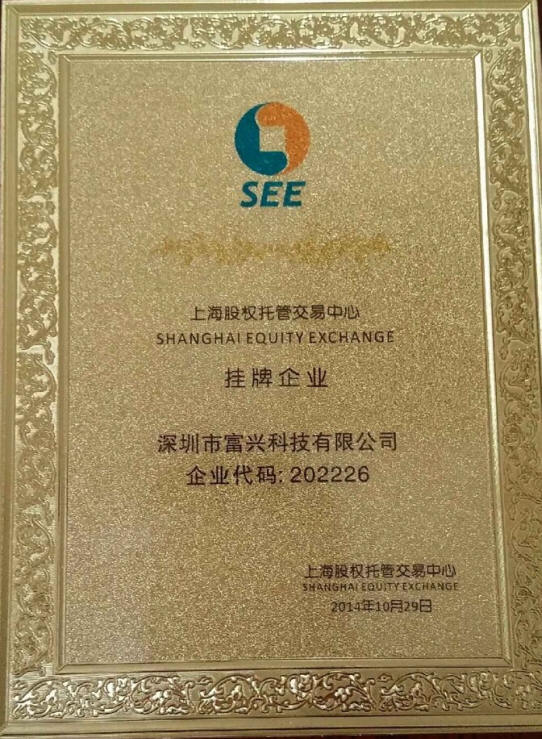 SEE
上海股权托管交易中心
SHANGHAI EQUITY EXCHANGE
挂牌企业
深圳市富兴科技有限公司
企业代码: 202226
上海股权托管交易中心
SHANGHAI EQUITY EXCHANGE
2014年10月29日